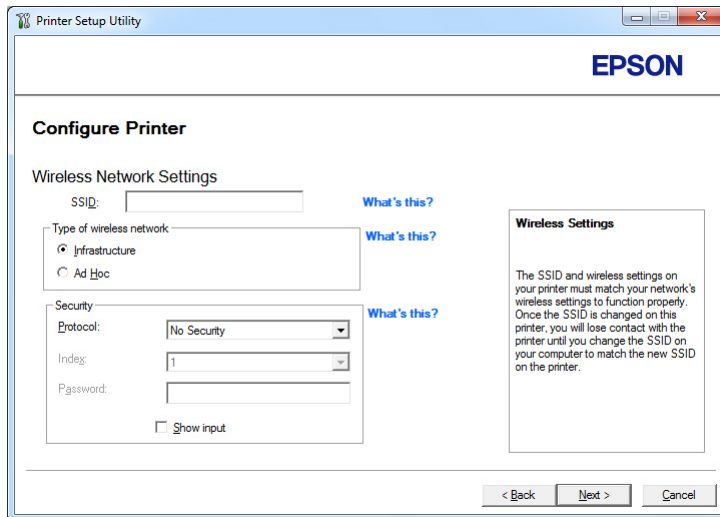 Printer Setup Utility
EPSON
Configure Printer
Wireless Network Settings
SSID:
What's this?
Type of wireless network
What's this?
Infrastructure
Ad Hoc
Security
What's this?
Protocol:
No Security
Index:
1
Password:
Show input
Wireless Settings
The SSID and wireless settings on
your printer must match your network's
wireless settings to function properly.
Once the SSID is changed on this
printer, you will lose contact with the
printer until you change the SSID on
your computer to match the new SSID
on the printer.
< Back
Next >
Cancel